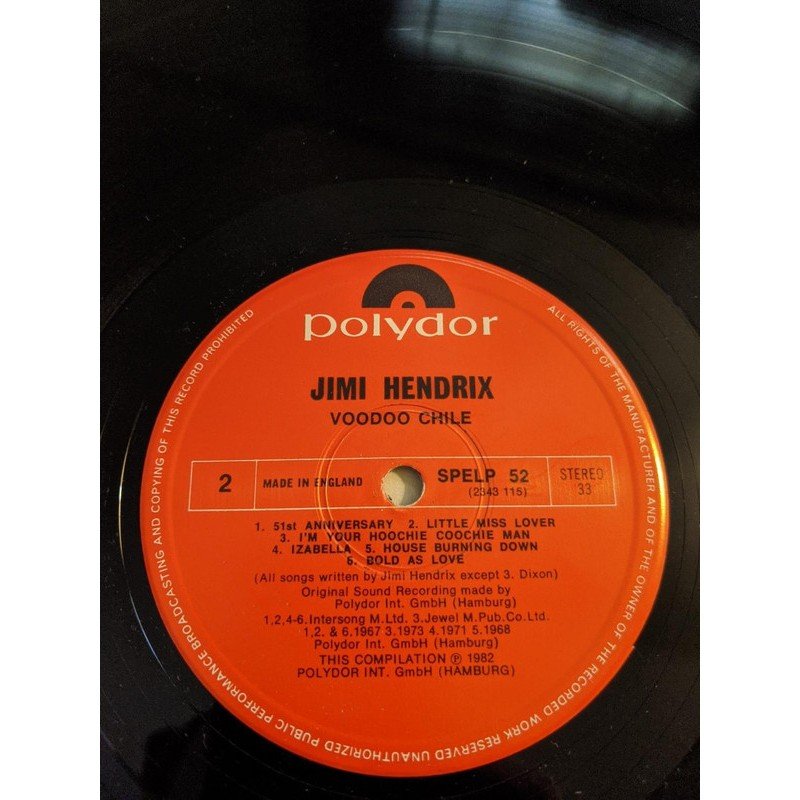 polydor
JIMI HENDRIX
VOODOO CHILE
2
MADE IN ENGLAND
SPELP 52
(2343 115)
STEREO
33
1. 51st ANNIVERSARY 2. LITTLE MISS LOVER
3. I'M YOUR HOOCHIE COOCHIE MAN
4. IZABELLA 5. HOUSE BURNING DOWN
6. BOLD AS LOVE
(All songs written by Jimi Hendrix except 3. Dixon)
Original Sound Recording made by
Polydor Int. GmbH (Hamburg)
1,2,4-6. Intersong M.Ltd. 3.Jewel M.Pub.Co.Ltd.
1,2. & 6.1967 3.1973 4.1971 5.1968
Polydor Int. GmbH (Hamburg)
THIS COMPILATION ℗ 1982
POLYDOR INT. GmbH (HAMBURG)
ALL RIGHTS OF THE MANUFACTURER AND OF THE OWNER OF THE RECORDED WORK RESERVED UNAUTHORIZED PUBLIC PERFORMANCE BROADCASTING AND COPYING OF THIS RECORD PROHIBITED